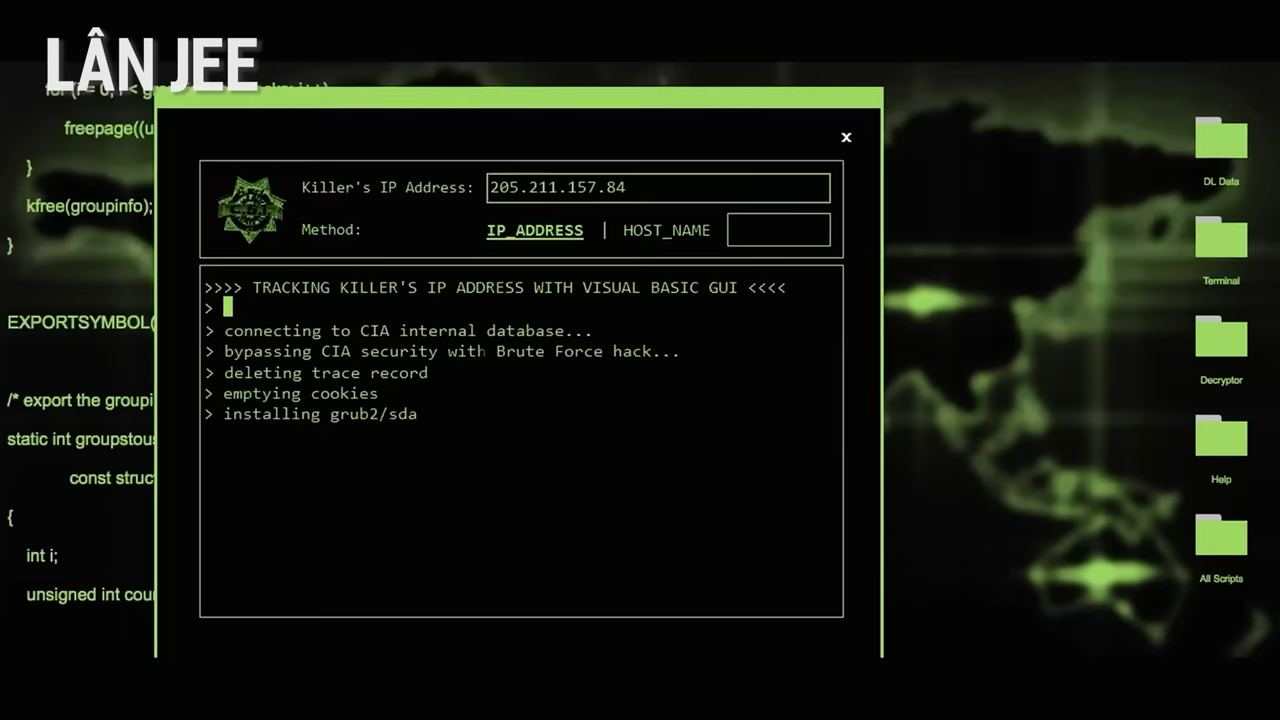 LÂN JEE
freepage((u
}
kfree(groupinfo);
}
EXPORTSYMBOL(
/* export the groupi
static int groupstous
const struc
{
int i;
unsigned int cour
x
Killer's IP Address: 205.211.157.84
Method: IP_ADDRESS | HOST_NAME
>>>> TRACKING KILLER'S IP ADDRESS WITH VISUAL BASIC GUI <<<<
>
> connecting to CIA internal database...
> bypassing CIA security with Brute Force hack...
> deleting trace record
> emptying cookies
> installing grub2/sda
DL Data
Terminal
Decryptor
Help
All Scripts